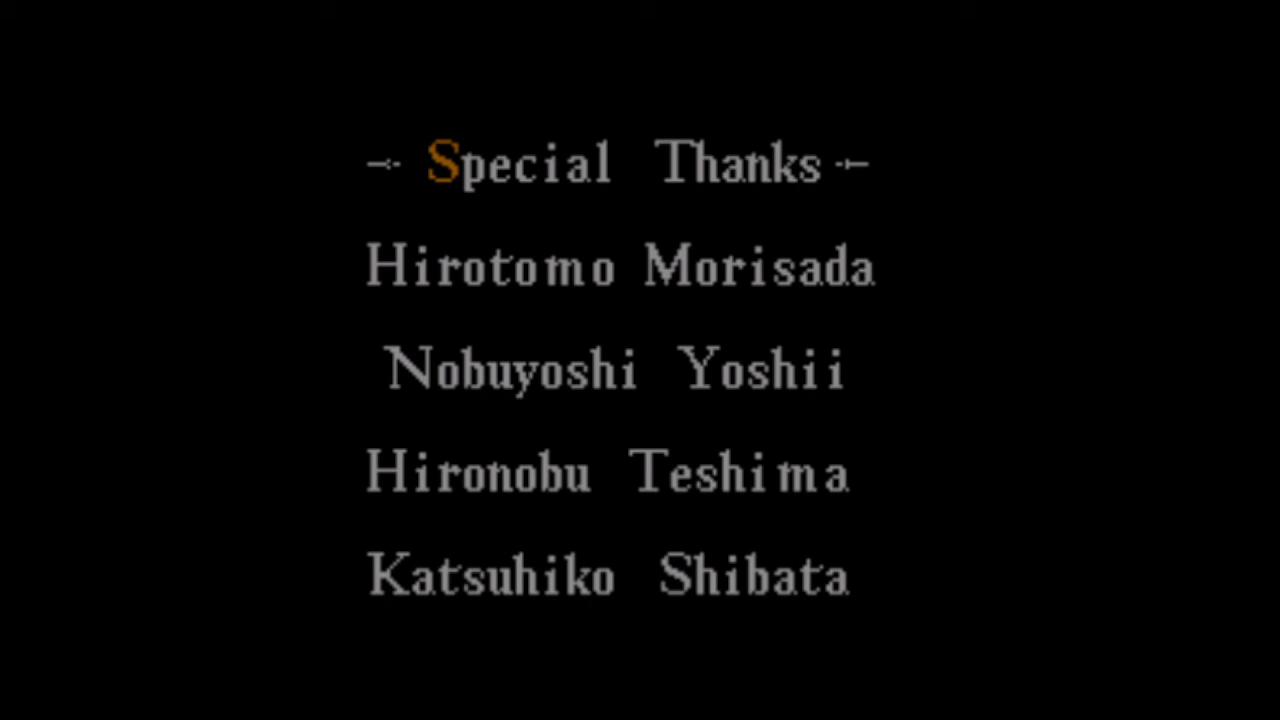 Special Thanks
Hirotomo Morisada
Nobuyoshi Yoshii
Hironobu Teshima
Katsuhiko Shibata